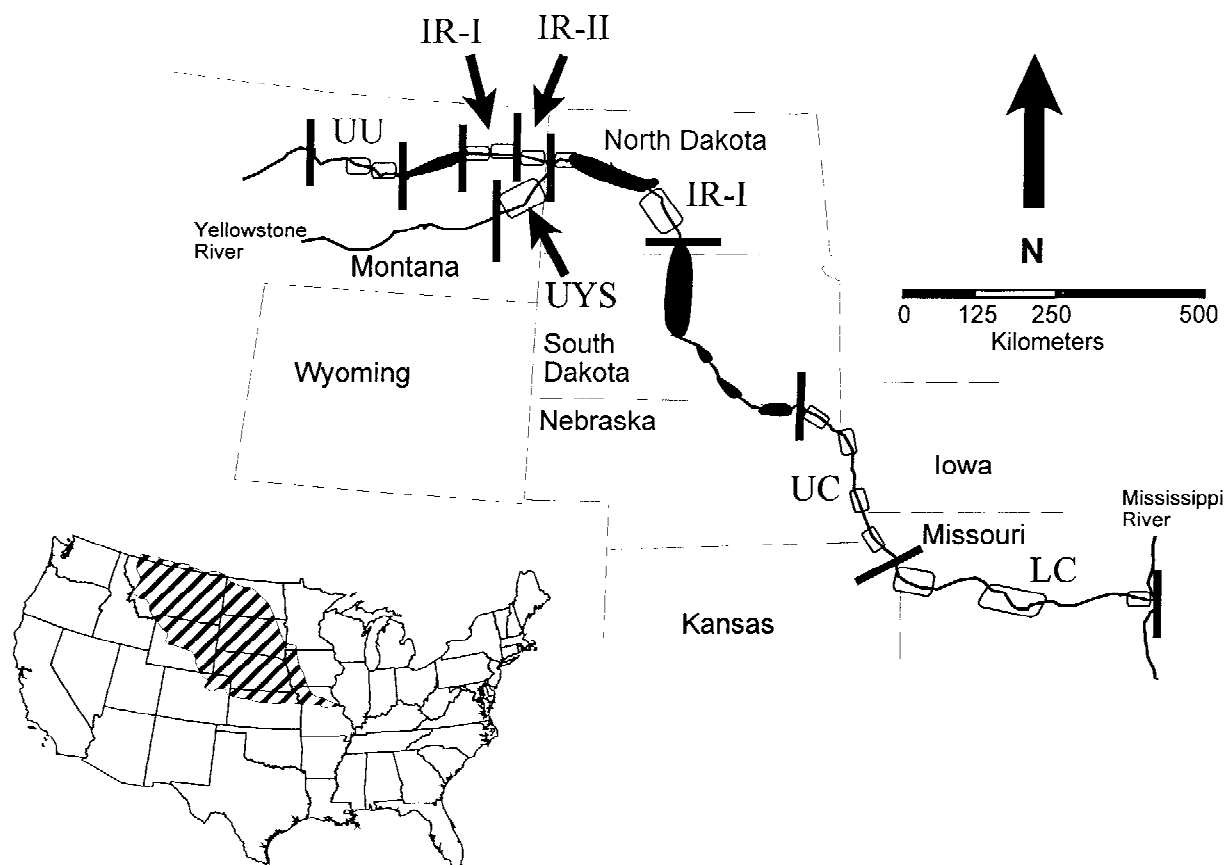 IR-I
IR-II
UU
North Dakota
IR-I
Yellowstone
River
Montana
UYS
N
0 125 250 500
Kilometers
Wyoming
South
Dakota
Nebraska
Iowa
UC
Mississippi
River
Missouri
LC
Kansas